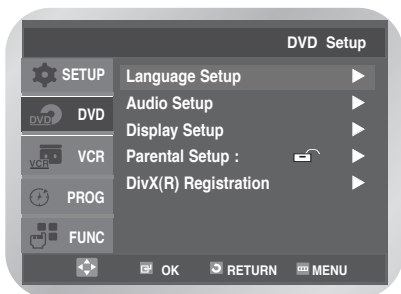 DVD Setup
SETUP
DVD
DVD
VCR
VCR
PROG
FUNC
Language Setup
Audio Setup
Display Setup
Parental Setup :
DivX(R) Registration
OK RETURN MENU